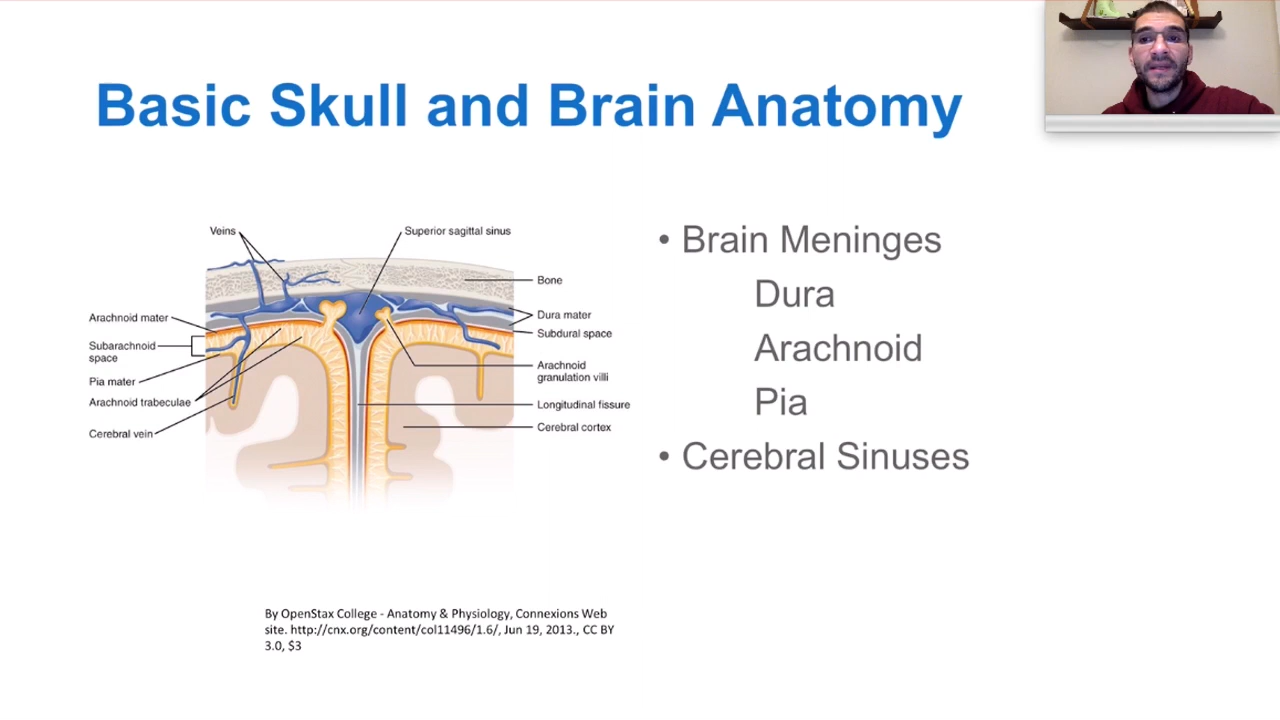 Basic Skull and Brain Anatomy
Veins
Superior sagittal sinus
Bone
Dura mater
Subdural space
Arachnoid
granulation villi
Longitudinal fissure
Cerebral cortex
Arachnoid mater
Subarachnoid
space
Pia mater
Arachnoid trabeculae
Cerebral vein
• Brain Meninges
Dura
Arachnoid
Pia
• Cerebral Sinuses
By OpenStax College - Anatomy & Physiology, Connexions Web
site. http://cnx.org/content/col11496/1.6/, Jun 19, 2013., CC BY
3.0, $3